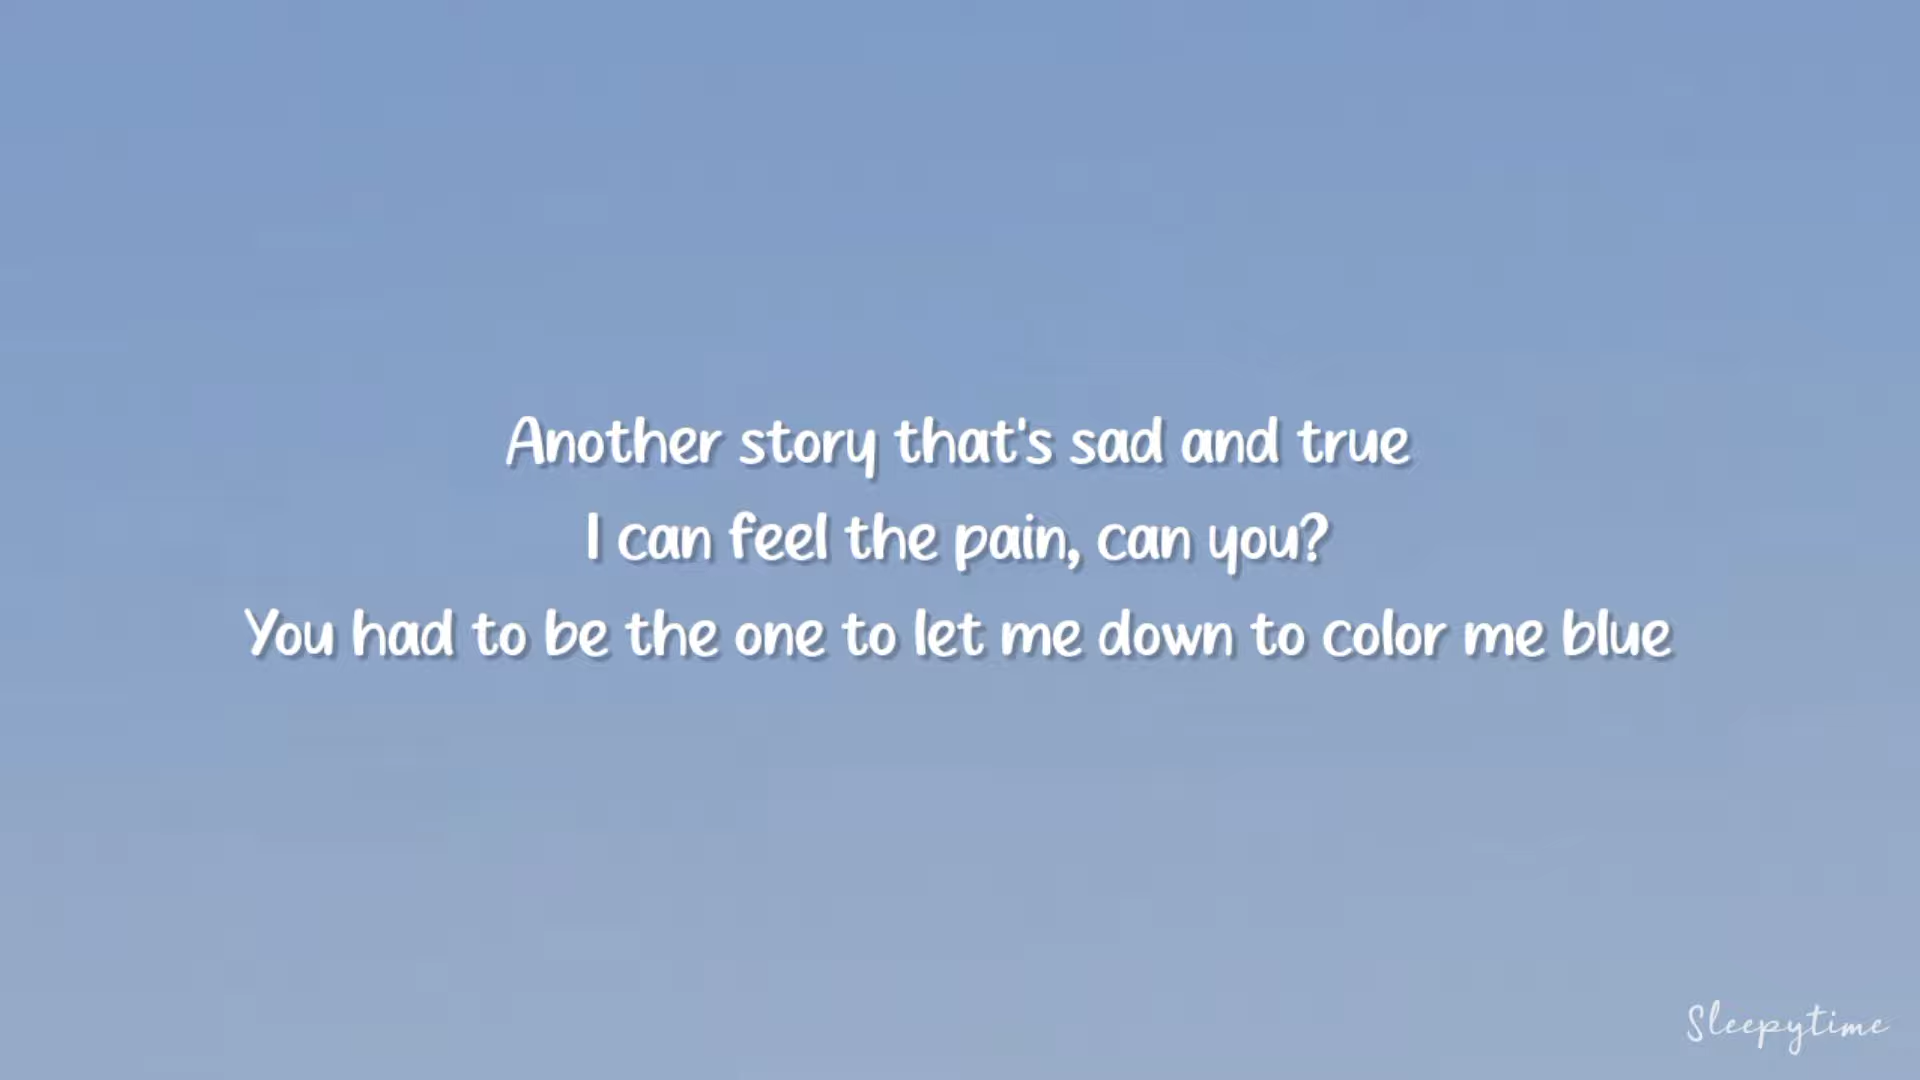 Another story that's sad and true
I can feel the pain, can you?
You had to be the one to let me down to color me blue
Sleepytime